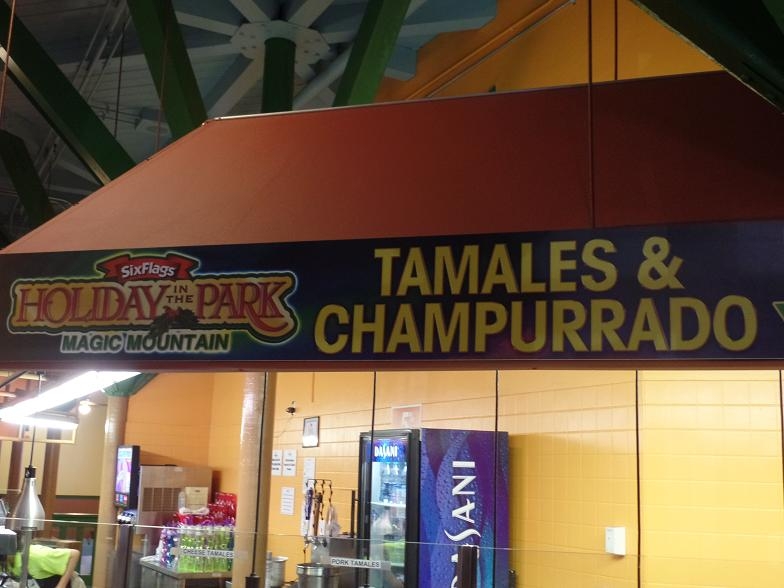 SixFlags
HOLIDAY IN THE PARK
MAGIC MOUNTAIN
TAMALES &
CHAMPURRADO
DASANI
DASANI
CHEESE TAMALES
PORK TAMALES